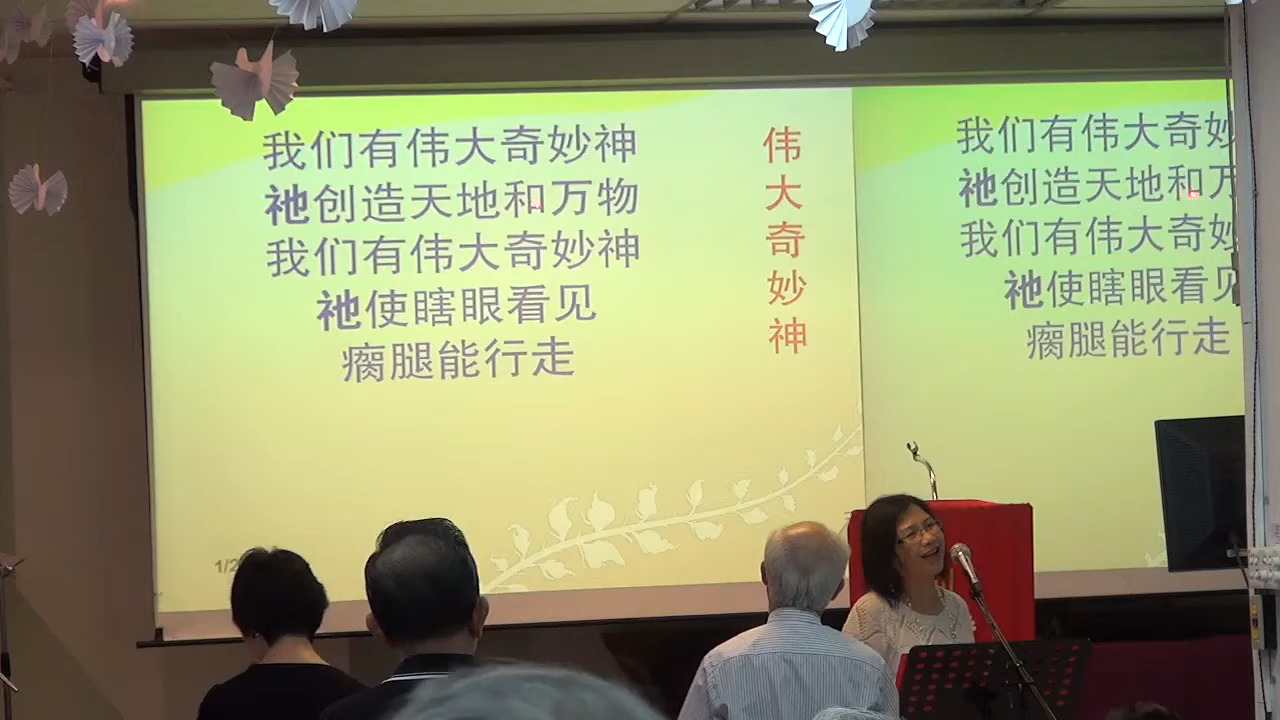 我们有伟大奇妙神
祂创造天地和万物
我们有伟大奇妙神
祂使瞎眼看见
瘸腿能行走
伟大奇妙神
我们有伟大奇妙
祂创造天地和万
我们有伟大奇妙
祂使瞎眼看见
瘸腿能行走
1/2